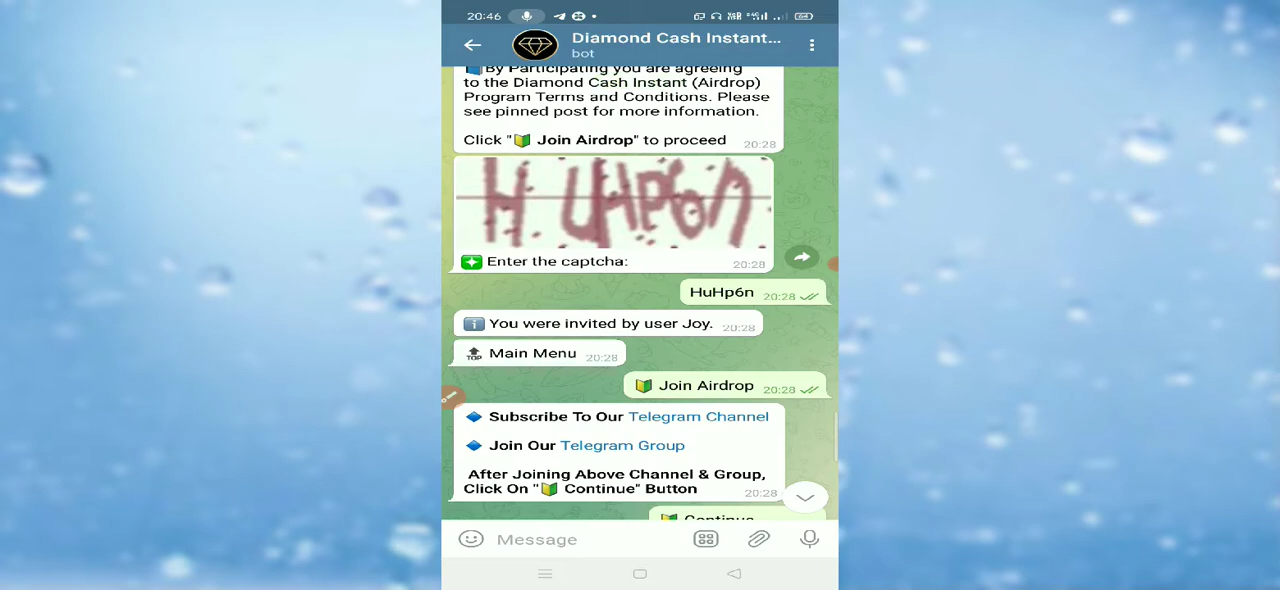 20:46
Diamond Cash Instant...
bot
By Participating you are agreeing
to the Diamond Cash Instant (Airdrop)
Program Terms and Conditions. Please
see pinned post for more information.
Click "🔰 Join Airdrop" to proceed
20:28
HUHP6n
Enter the captcha:
20:28
HuHp6n 20:28
You were invited by user Joy. 20:28
TOP Main Menu 20:28
Join Airdrop 20:28
Subscribe To Our Telegram Channel
Join Our Telegram Group
After Joining Above Channel & Group,
Click On "🔰 Continue" Button
20:28
Continue
Message